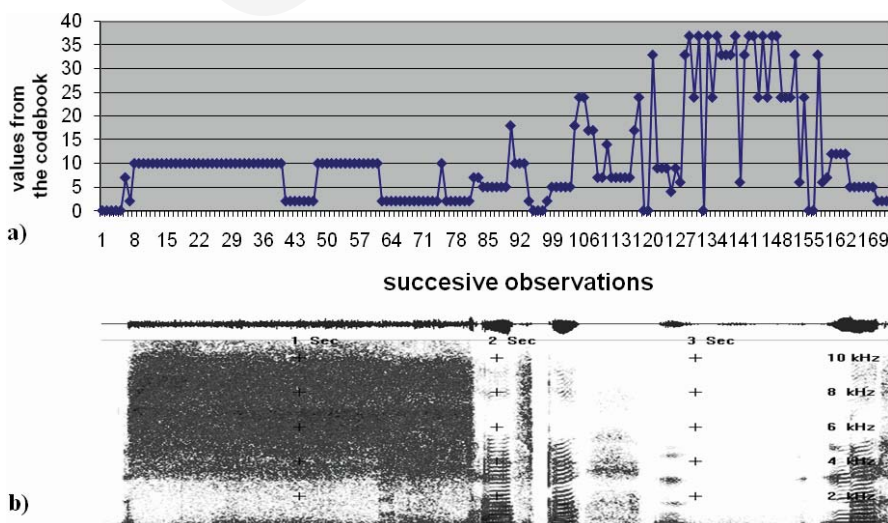 40
35
30
25
20
15
10
5
0
values from
the codebook
a)
1 8 15 22 29 36 43 50 57 64 71 78 85 92 99 106 113 120 127 134 141 148 155 162 169
succesive observations
1 Sec 2 Sec 3 Sec
10 kHz
8 kHz
6 kHz
4 kHz
2 kHz
b)